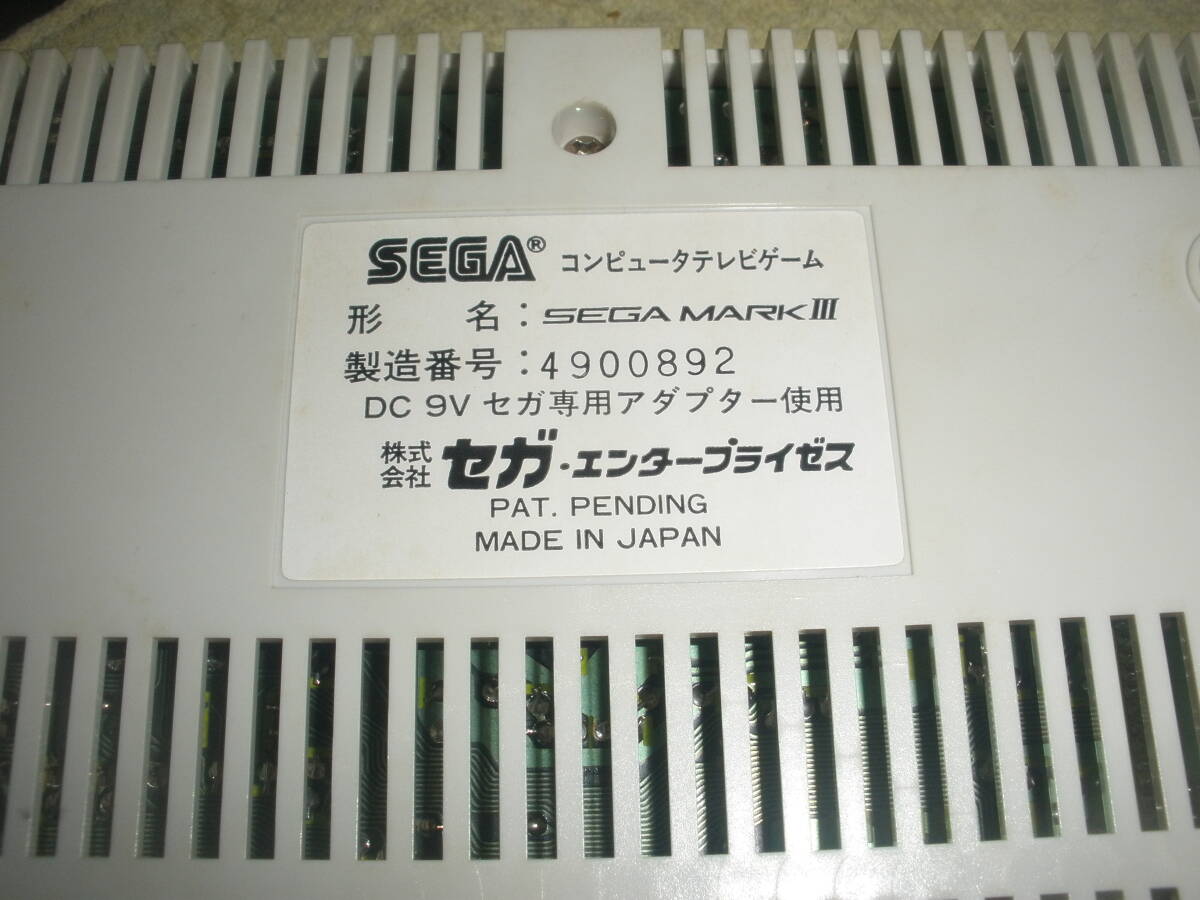 SEGA® コンピュータテレビゲーム
形 名：SEGA MARK III
製造番号：4900892
DC 9V セガ専用アダプター使用
株式会社 セガ・エンタープライゼス
PAT. PENDING
MADE IN JAPAN